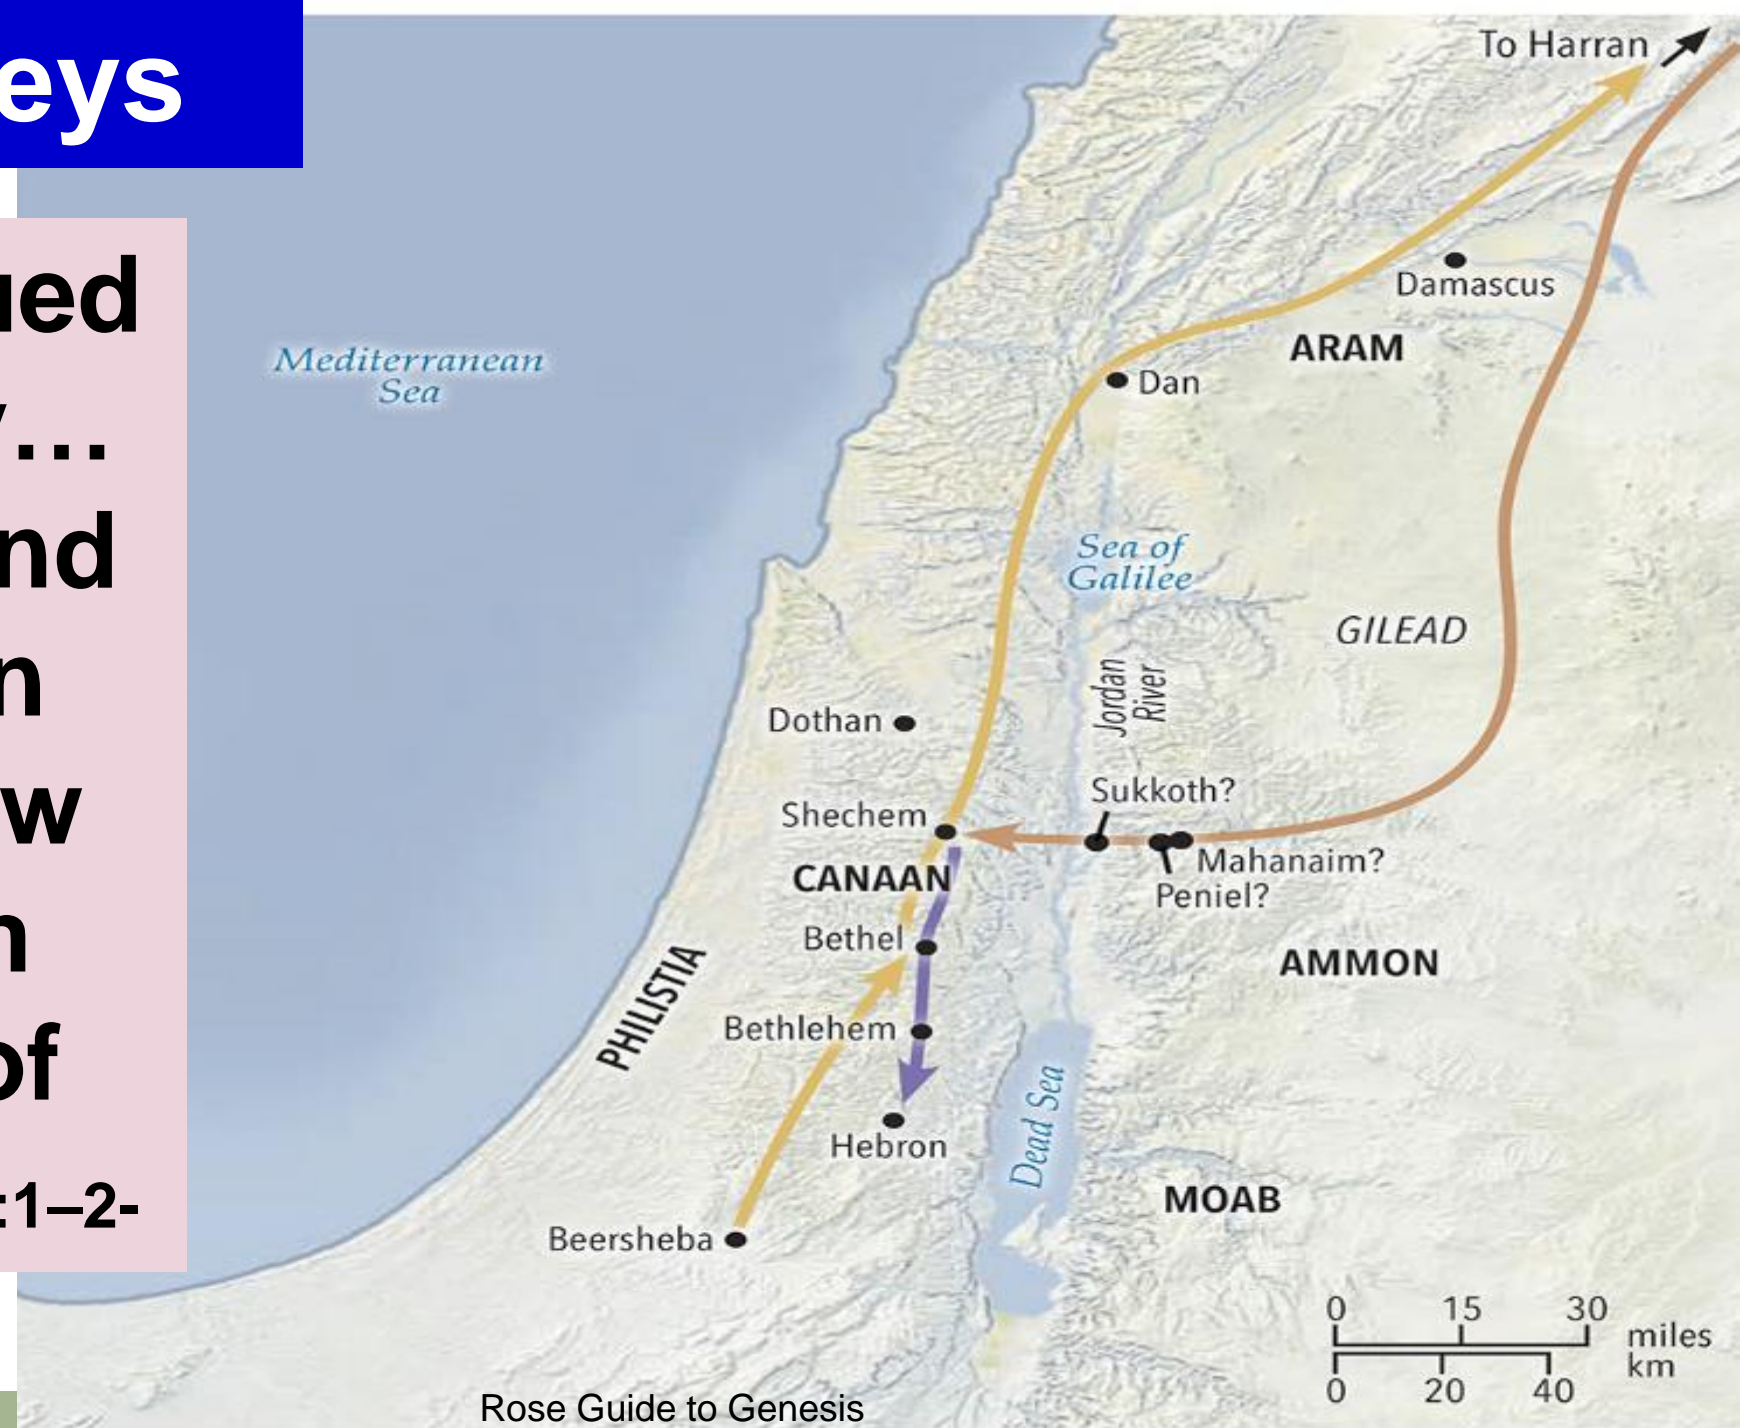 eys
ued
…
nd
n
w
n
of
:1–2-
To Harran
Damascus
ARAM
Dan
Mediterranean
Sea
Sea of
Galilee
GILEAD
Jordan
River
Dothan
Sukkoth?
Shechem
Mahanaim?
Peniel?
CANAAN
Bethel
AMMON
PHILISTIA
Bethlehem
Dead Sea
Hebron
MOAB
Beersheba
0 15 30
miles
km
0 20 40
Rose Guide to Genesis